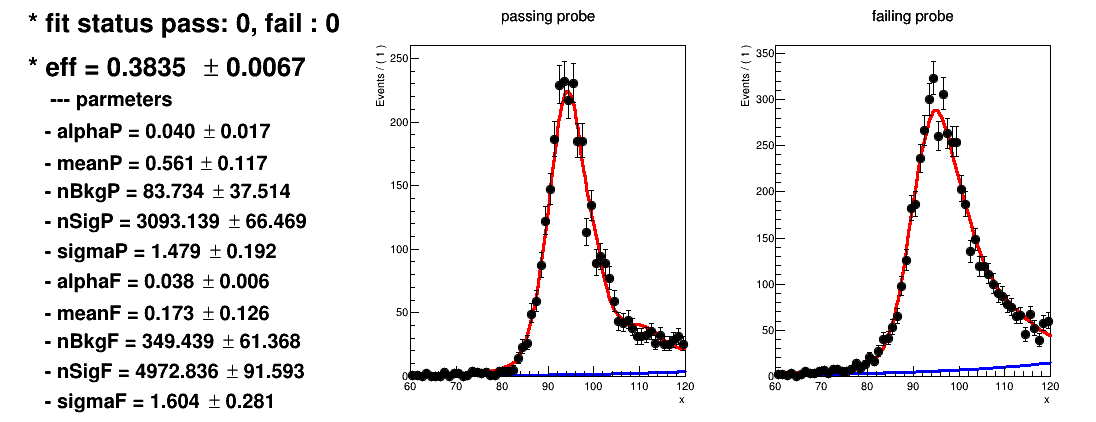 * fit status pass: 0, fail : 0
* eff = 0.3835 ± 0.0067
--- parmeters
- alphaP = 0.040 ± 0.017
- meanP = 0.561 ± 0.117
- nBkgP = 83.734 ± 37.514
- nSigP = 3093.139 ± 66.469
- sigmaP = 1.479 ± 0.192
- alphaF = 0.038 ± 0.006
- meanF = 0.173 ± 0.126
- nBkgF = 349.439 ± 61.368
- nSigF = 4972.836 ± 91.593
- sigmaF = 1.604 ± 0.281
passing probe
Events / ( 1 )
250
200
150
100
50
0
60 70 80 90 100 110 120
x
failing probe
Events / ( 1 )
350
300
250
200
150
100
50
0
60 70 80 90 100 110 120
x